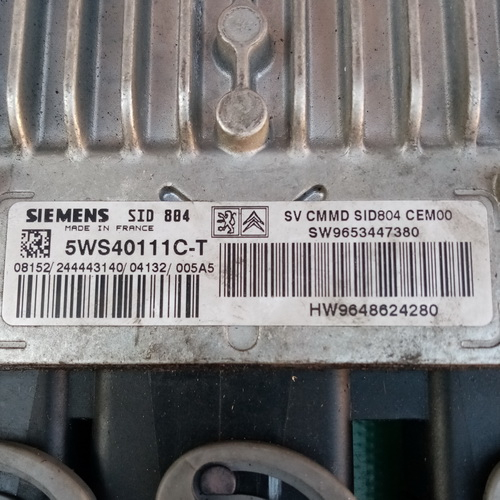 SIEMENS SID 804
MADE IN FRANCE
5WS40111C-T
08152/244443140/04132/005A5
SV CMMD SID804 CEM00
SW9653447380
HW9648624280